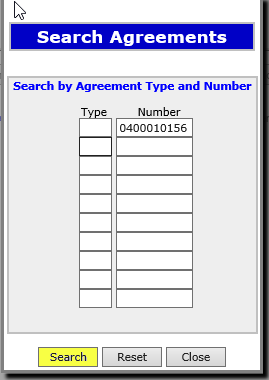 Search Agreements
Search by Agreement Type and Number
Type Number
0400010156
Search Reset Close